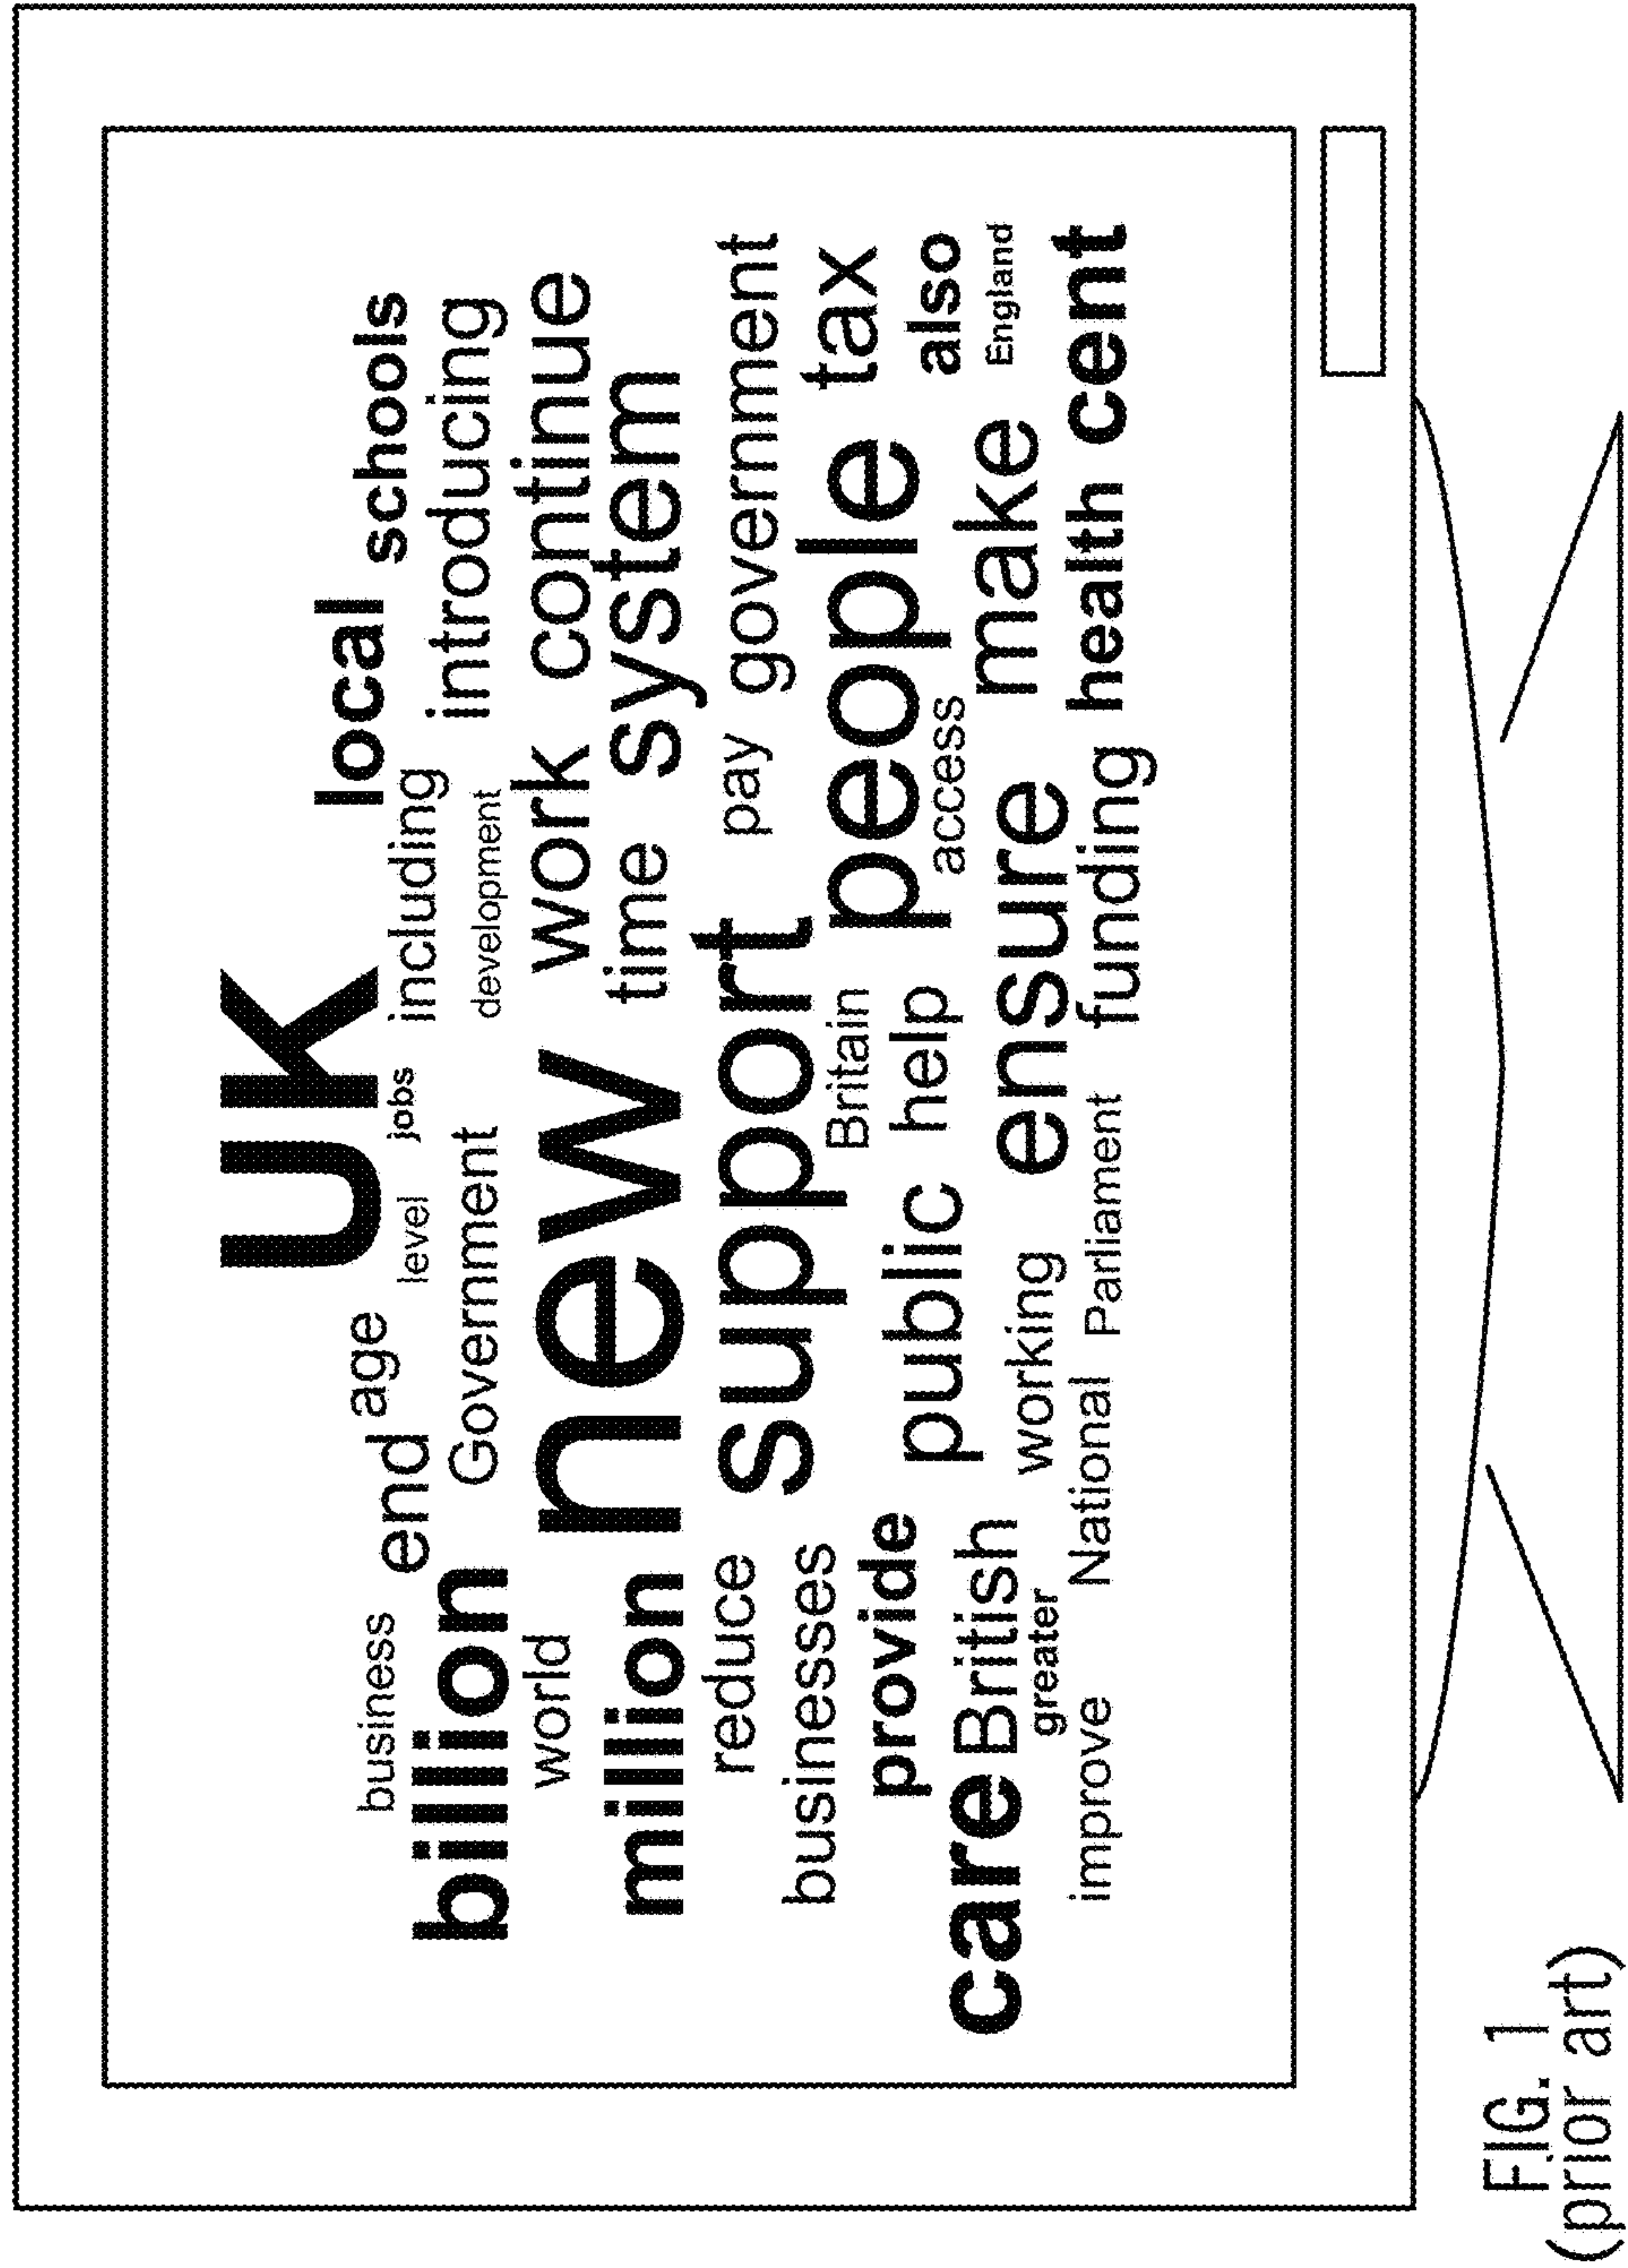 UK
local
schools
business end age level jobs including
billion Government development introducing
world new work continue
million time system
reduce support pay government
businesses Britain people tax
provide public help access also
care British working ensure make England
greater
improve National Parliament funding health cent
FIG. 1
(prior art)